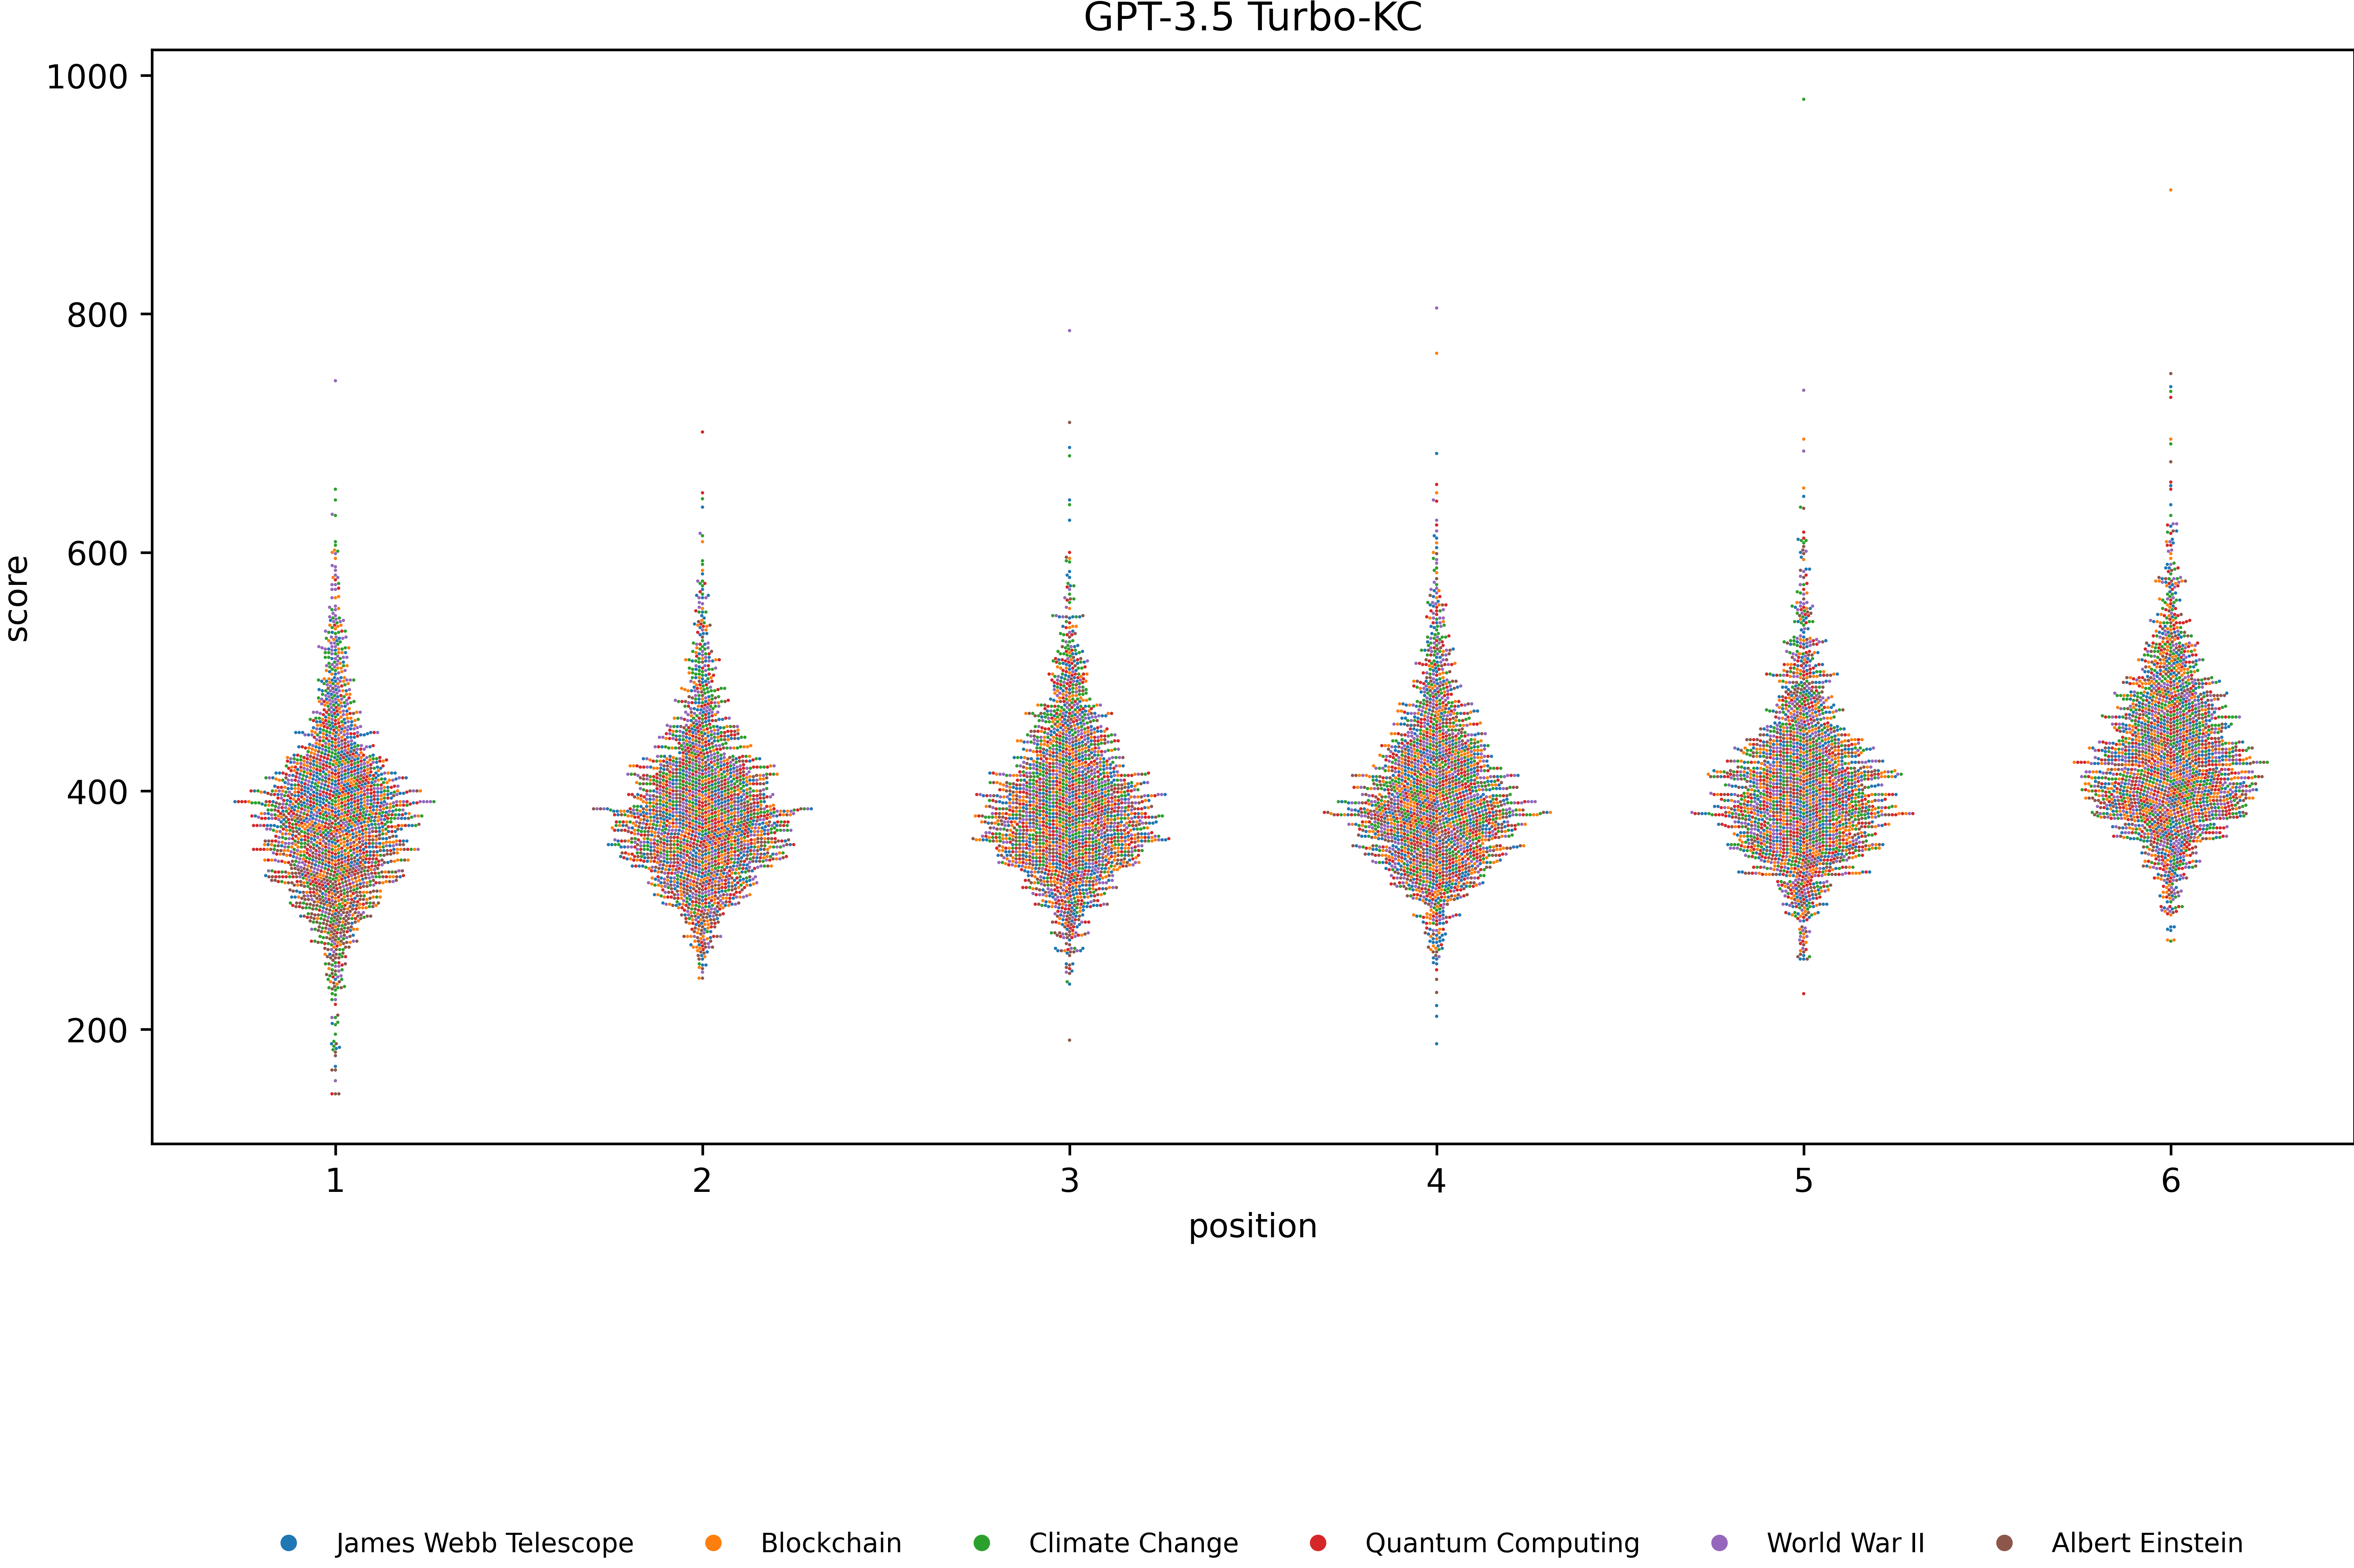 GPT-3.5 Turbo-KC
1000
800
600
400
200
score
1 2 3 4 5 6
position
James Webb Telescope Blockchain Climate Change Quantum Computing World War II Albert Einstein